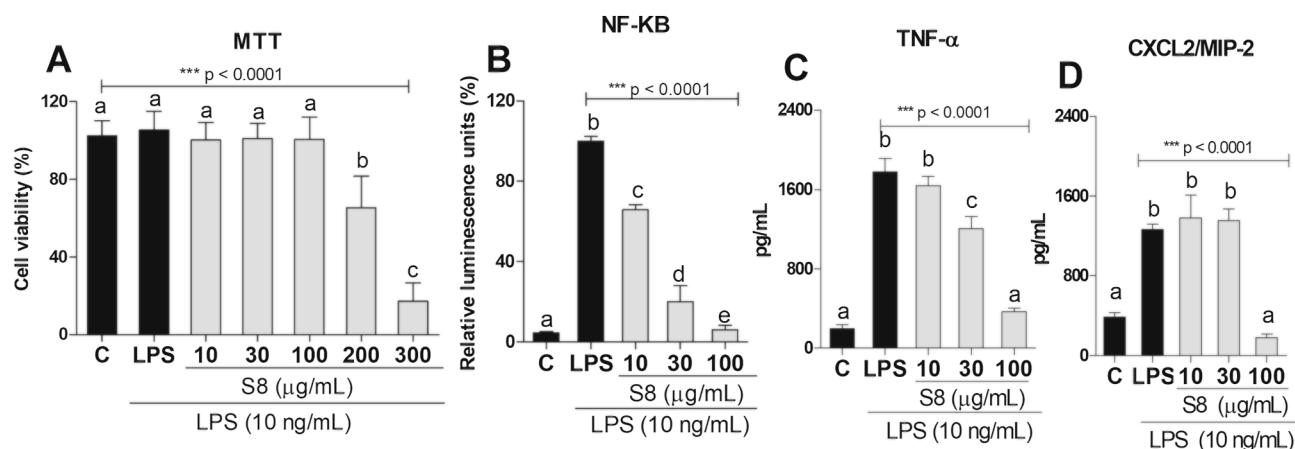 A
MTT
*** p < 0.0001
Cell viability (%)
120
80
40
0
a a a a a b c
C LPS 10 30 100 200 300
S8 (μg/mL)
LPS (10 ng/mL)
B
NF-KB
*** p < 0.0001
Relative luminescence units (%)
120
80
40
0
a b c d e
C LPS 10 30 100
S8 (μg/mL)
LPS (10 ng/mL)
C
TNF-α
*** p < 0.0001
pg/mL
2400
1600
800
0
a b b c a
C LPS 10 30 100
S8 (μg/mL)
LPS (10 ng/mL)
D
CXCL2/MIP-2
*** p < 0.0001
pg/mL
2400
1600
800
0
a b b b a
C LPS 10 30 100
S8 (μg/mL)
LPS (10 ng/mL)